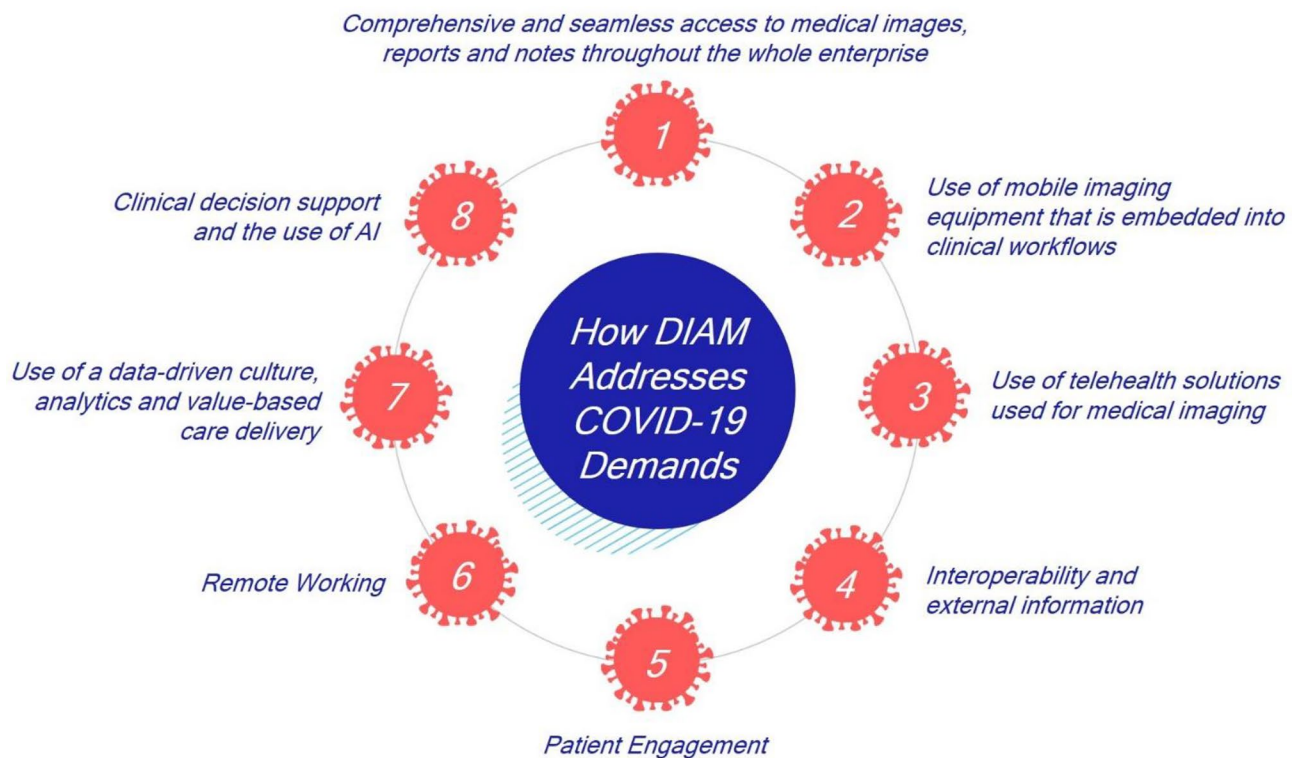 Comprehensive and seamless access to medical images,
reports and notes throughout the whole enterprise
1
Use of mobile imaging
equipment that is embedded into
clinical workflows
2
Use of telehealth solutions
used for medical imaging
3
Interoperability and
external information
4
Patient Engagement
5
Remote Working
6
Use of a data-driven culture,
analytics and value-based
care delivery
7
Clinical decision support
and the use of AI
8
How DIAM
Addresses
COVID-19
Demands